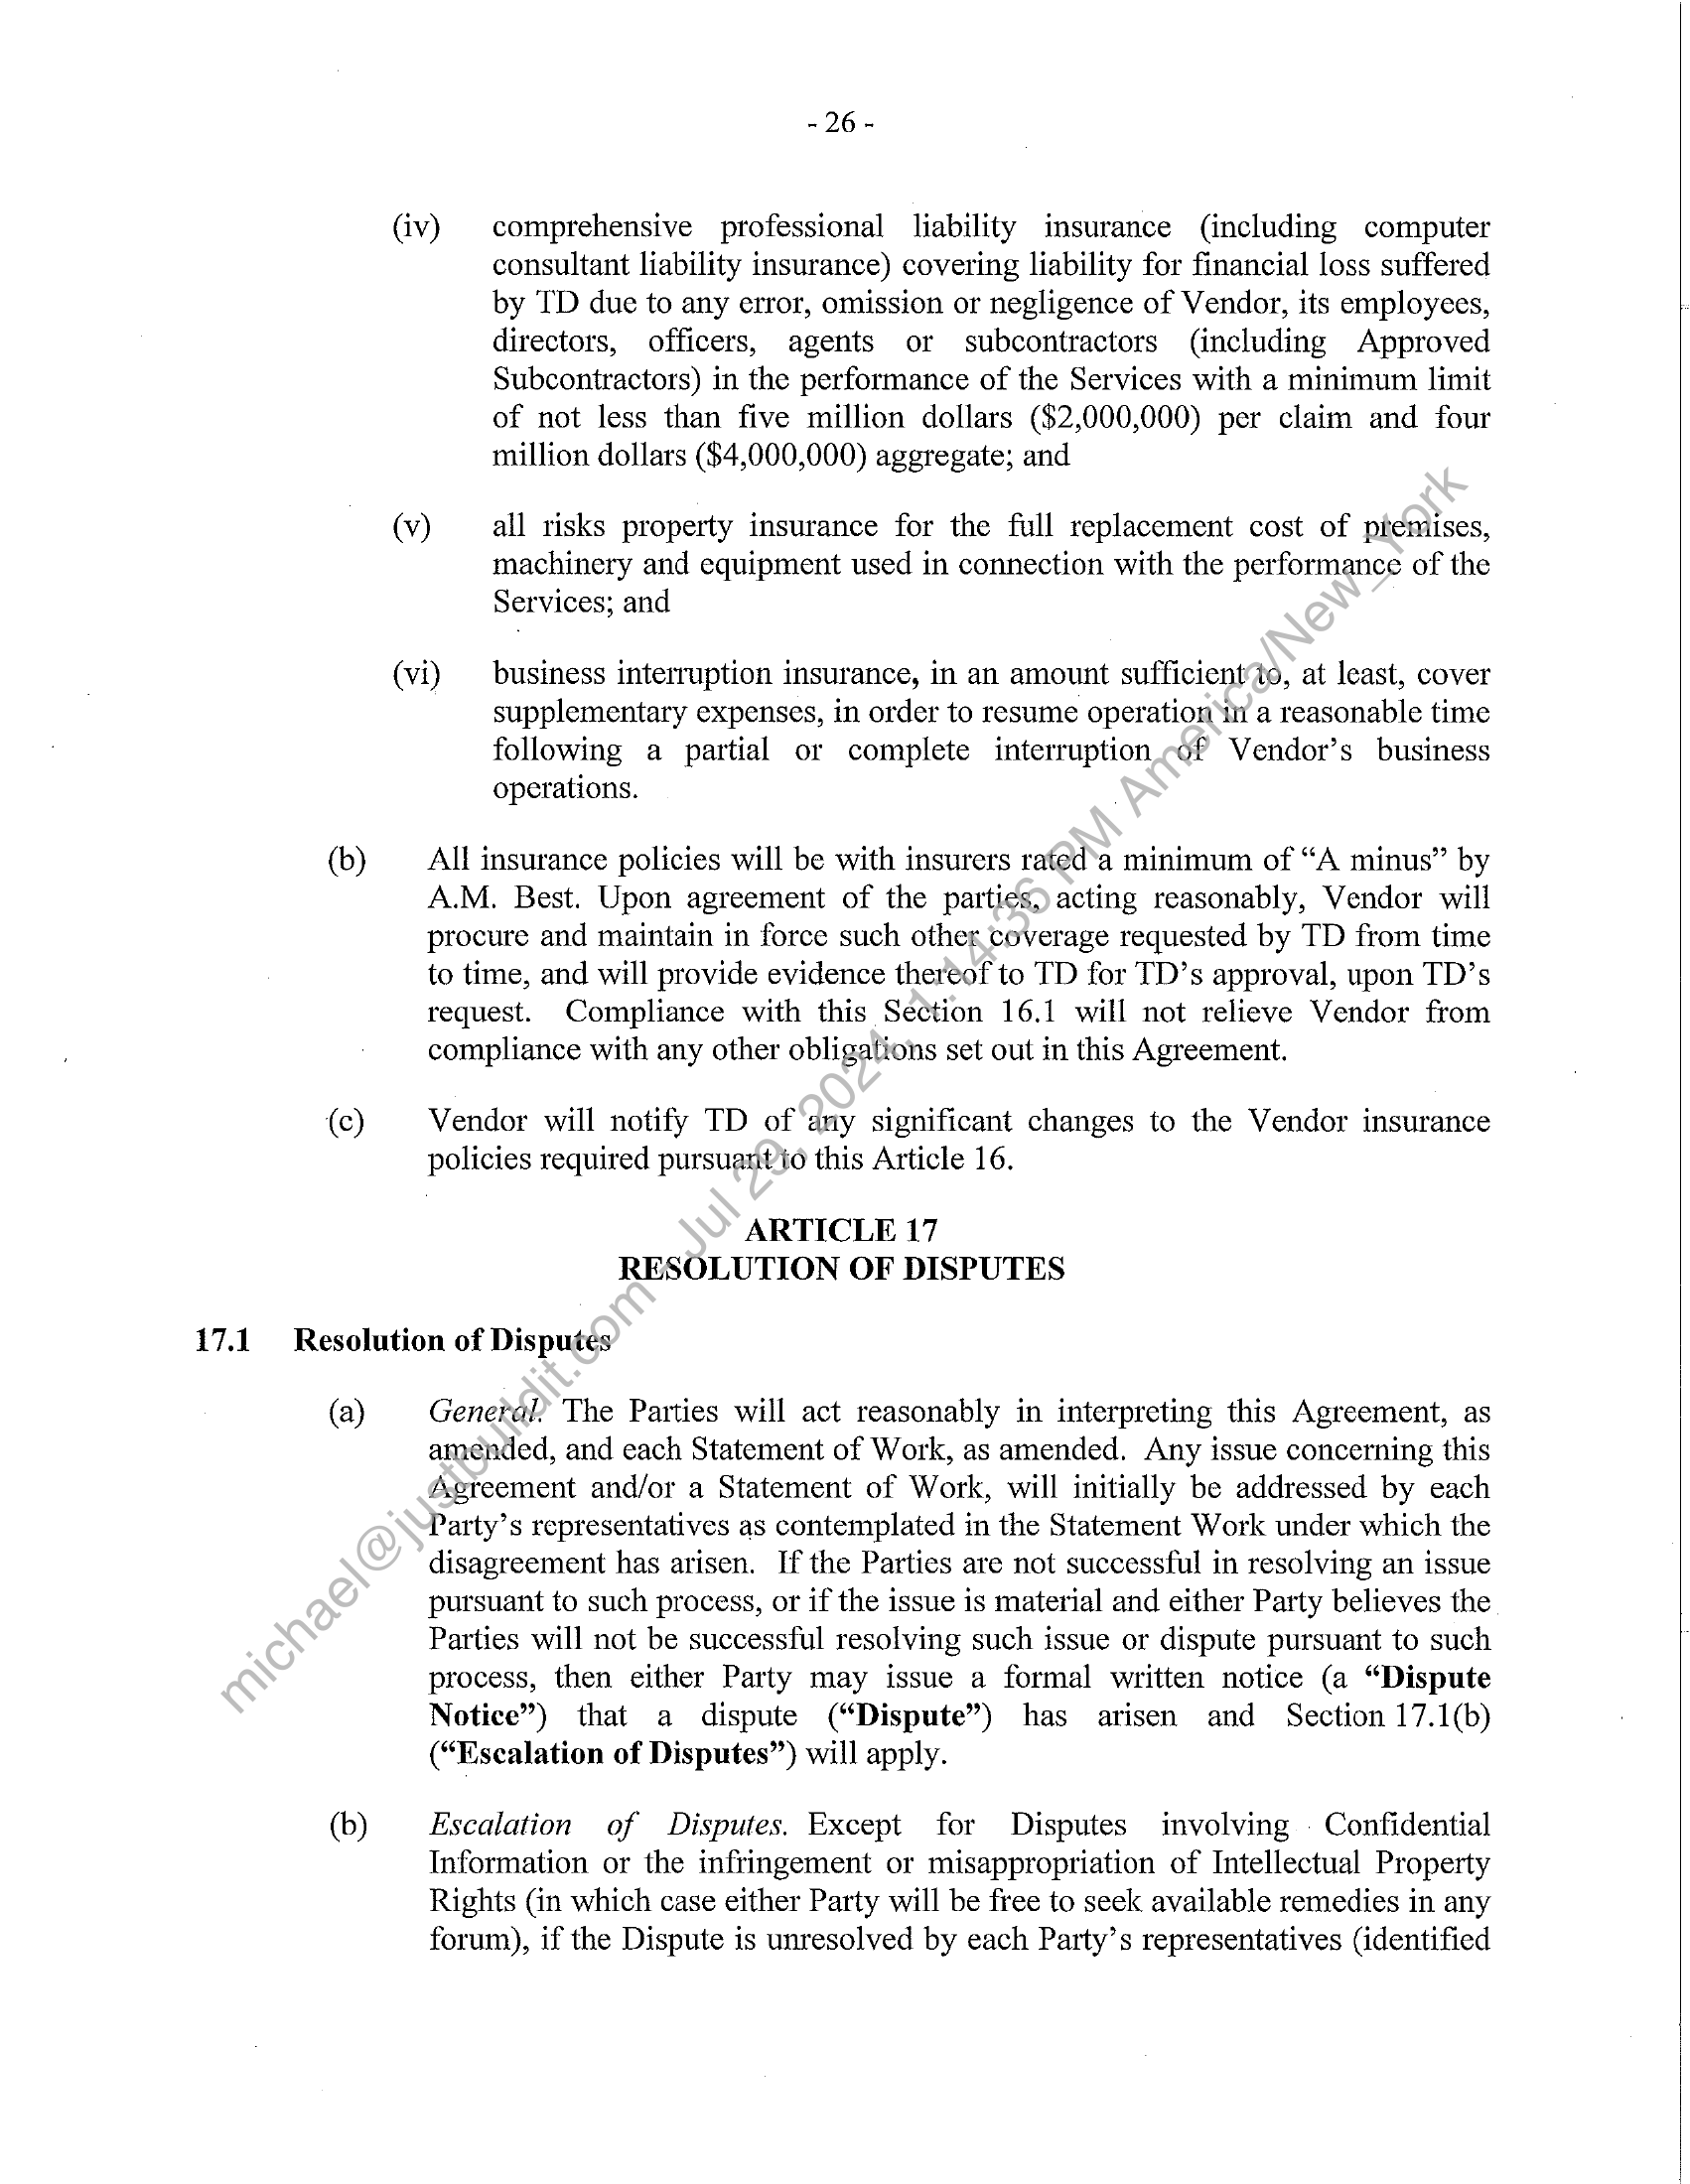 - 26 -
(iv) comprehensive professional liability insurance (including computer
consultant liability insurance) covering liability for financial loss suffered
by TD due to any error, omission or negligence of Vendor, its employees,
directors, officers, agents or subcontractors (including Approved
Subcontractors) in the performance of the Services with a minimum limit
of not less than five million dollars ($2,000,000) per claim and four
million dollars ($4,000,000) aggregate; and
(v) all risks property insurance for the full replacement cost of premises,
machinery and equipment used in connection with the performance of the
Services; and
(vi) business interruption insurance, in an amount sufficient to, at least, cover
supplementary expenses, in order to resume operation in a reasonable time
following a partial or complete interruption of Vendor's business
operations.
(b) All insurance policies will be with insurers rated a minimum of “A minus” by
A.M. Best. Upon agreement of the parties, acting reasonably, Vendor will
procure and maintain in force such other coverage requested by TD from time
to time, and will provide evidence thereof to TD for TD's approval, upon TD's
request. Compliance with this Section 16.1 will not relieve Vendor from
compliance with any other obligations set out in this Agreement.
(c) Vendor will notify TD of any significant changes to the Vendor insurance
policies required pursuant to this Article 16.
ARTICLE 17
RESOLUTION OF DISPUTES
17.1 Resolution of Disputes
(a) General. The Parties will act reasonably in interpreting this Agreement, as
amended, and each Statement of Work, as amended. Any issue concerning this
Agreement and/or a Statement of Work, will initially be addressed by each
Party's representatives as contemplated in the Statement Work under which the
disagreement has arisen. If the Parties are not successful in resolving an issue
pursuant to such process, or if the issue is material and either Party believes the
Parties will not be successful resolving such issue or dispute pursuant to such
process, then either Party may issue a formal written notice (a “Dispute
Notice”) that a dispute (“Dispute”) has arisen and Section 17.1(b)
(“Escalation of Disputes”) will apply.
(b) Escalation of Disputes. Except for Disputes involving Confidential
Information or the infringement or misappropriation of Intellectual Property
Rights (in which case either Party will be free to seek available remedies in any
forum), if the Dispute is unresolved by each Party's representatives (identified
michael@justbuildit.com - Jul 29, 2024, 1:14:36 PM America/New_York